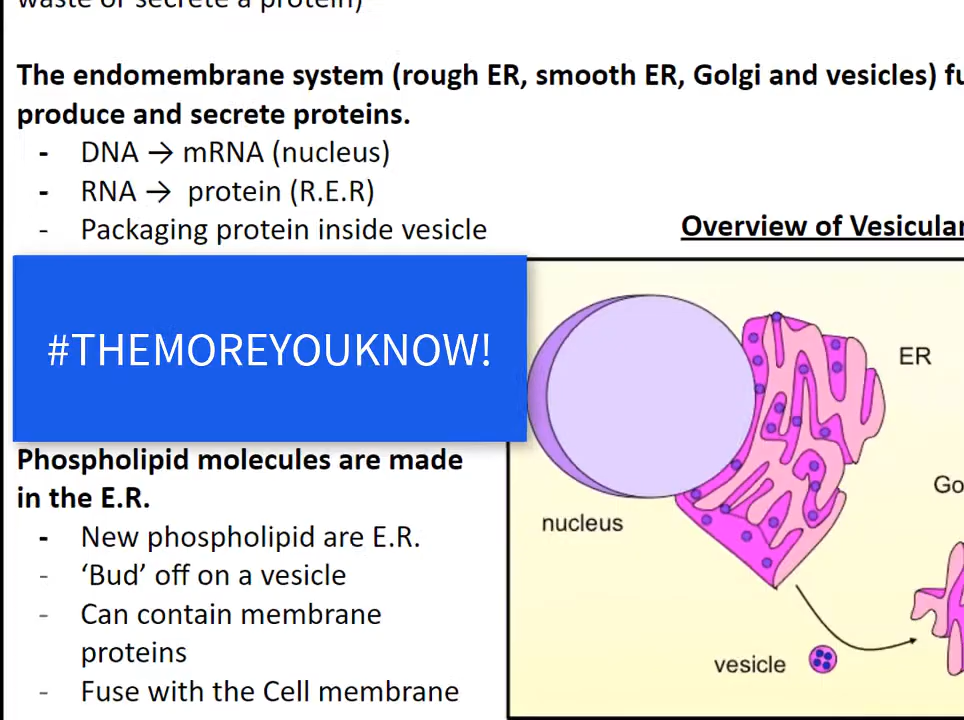 waste or secrete a protein)
The endomembrane system (rough ER, smooth ER, Golgi and vesicles)
produce and secrete proteins.
- DNA → mRNA (nucleus)
- RNA → protein (R.E.R)
- Packaging protein inside vesicle
Overview of Vesicular
#THEMOREYOUKNOW!
ER
Phospholipid molecules are made
in the E.R.
nucleus
- New phospholipid are E.R.
- ‘Bud’ off on a vesicle
- Can contain membrane
proteins
vesicle
- Fuse with the Cell membrane